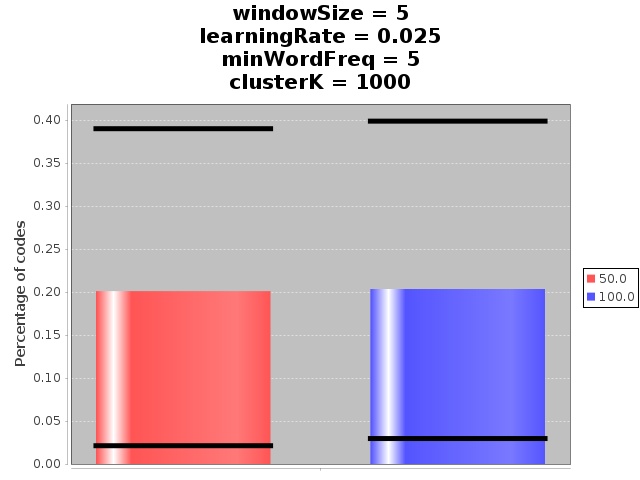 windowSize = 5
learningRate = 0.025
minWordFreq = 5
clusterK = 1000
Percentage of codes
0.40
0.35
0.30
0.25
0.20
0.15
0.10
0.05
0.00
50.0
100.0